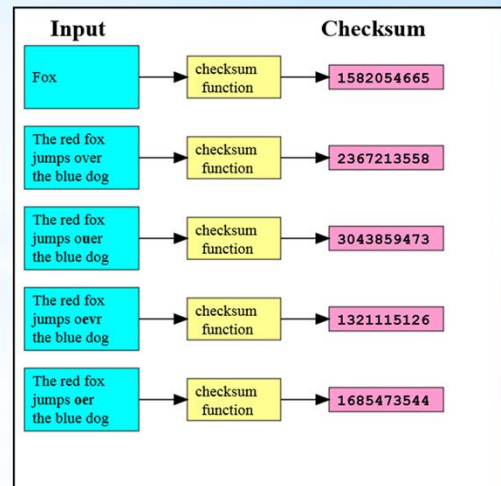 Input
Checksum
Fox
checksum
function
1582054665
The red fox
jumps over
the blue dog
checksum
function
2367213558
The red fox
jumps ouer
the blue dog
checksum
function
3043859473
The red fox
jumps oevr
the blue dog
checksum
function
1321115126
The red fox
jumps oer
the blue dog
checksum
function
1685473544